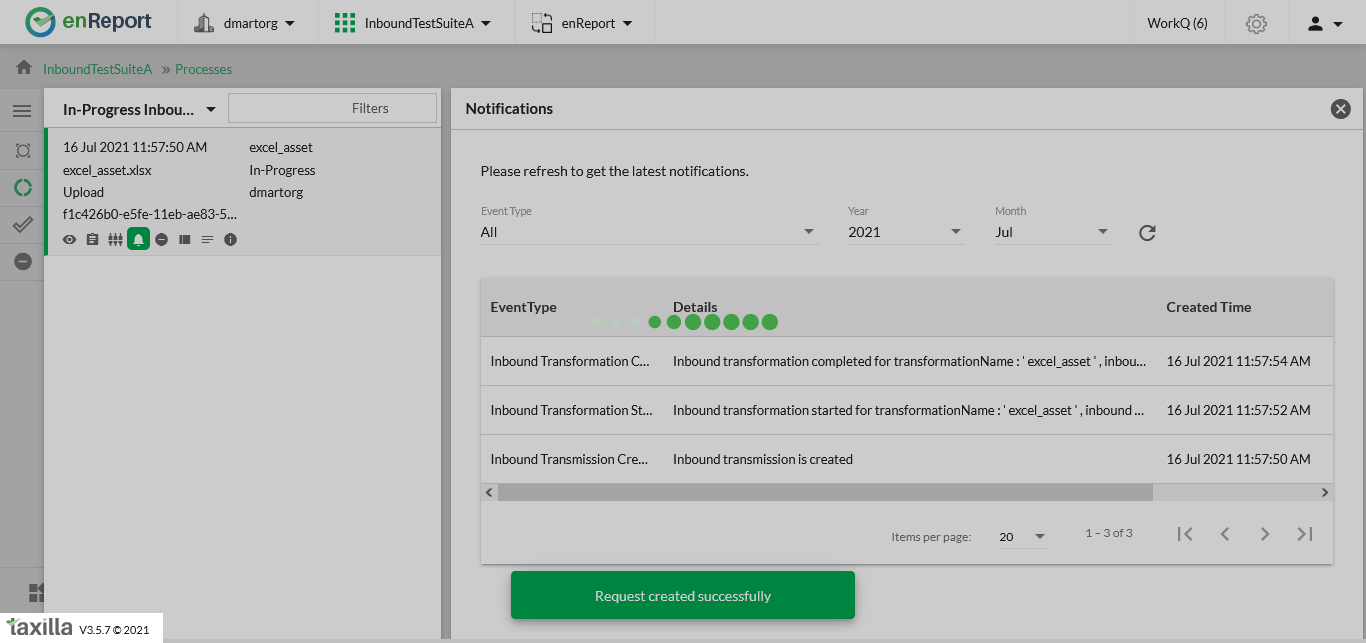 enReport dmartorg InboundTestSuiteA enReport WorkQ (6)
InboundTestSuiteA » Processes
In-Progress Inbou... Filters
16 Jul 2021 11:57:50 AM excel_asset
excel_asset.xlsx In-Progress
Upload dmartorg
f1c426b0-e5fe-11eb-ae83-5...
Notifications
Please refresh to get the latest notifications.
Event Type Year Month
All 2021 Jul
EventType Details Created Time
Inbound Transformation C... Inbound transformation completed for transformationName : ' excel_asset ' , inbou... 16 Jul 2021 11:57:54 AM
Inbound Transformation St... Inbound transformation started for transformationName : ' excel_asset ' , inbound ... 16 Jul 2021 11:57:52 AM
Inbound Transmission Cre... Inbound transmission is created 16 Jul 2021 11:57:50 AM
Items per page: 20 1 – 3 of 3
Request created successfully
taxilla V3.5.7 © 2021